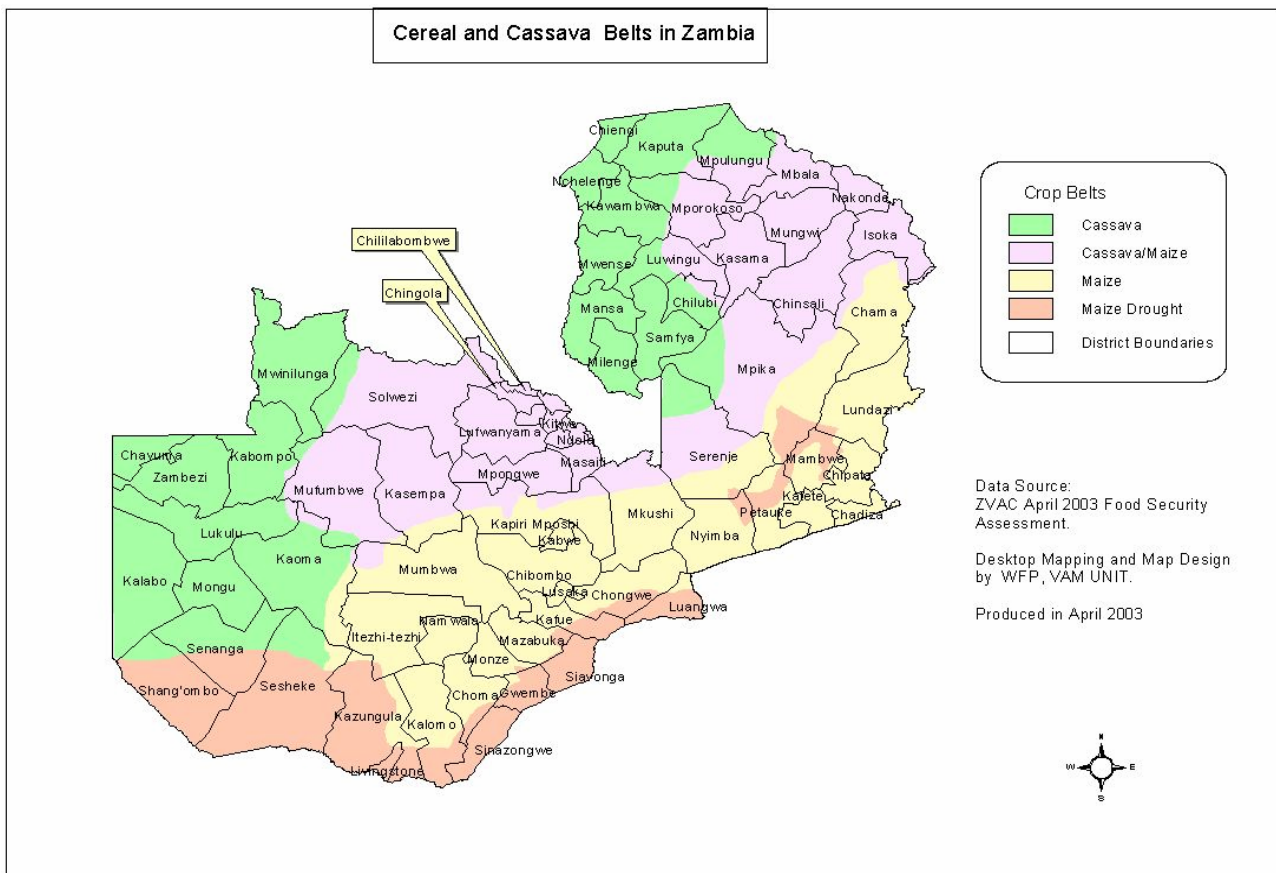 Cereal and Cassava Belts in Zambia
Chiengi
Kaputa
Mpulungu
Mbala
Nchelenge
Nakonde
Kawambwa
Mporokoso
Mungwi
Isoka
Chililabombwe
Mwense
Luwingu
Kasama
Chingola
Mansa
Chilubi
Chinsali
Chama
Samfya
Milenge
Mpika
Mwinilunga
Solwezi
Lundazi
Kitwe
Lufwanyama
Ndola
Chavuma
Kabompo
Masaiti
Serenje
Mambwe
Zambezi
Mpongwe
Chipata
Mufumbwe
Kasempa
Katete
Petauke
Chadiza
Mkushi
Kapiri Mposhi
Lukulu
Kabwe
Nyimba
Kaoma
Mumbwa
Chibombo
Kalabo
Mongu
Lusaka
Chongwe
Luangwa
Namwala
Kafue
Itezhi-tezhi
Mazabuka
Senanga
Monze
Siavonga
Shang'ombo
Sesheke
Choma
Gwembe
Kazungula
Kalomo
Sinazongwe
Livingstone
Crop Belts
Cassava
Cassava/Maize
Maize
Maize Drought
District Boundaries
Data Source:
ZVAC April 2003 Food Security
Assessment.
Desktop Mapping and Map Design
by WFP, VAM UNIT.
Produced in April 2003
N
W
E
S